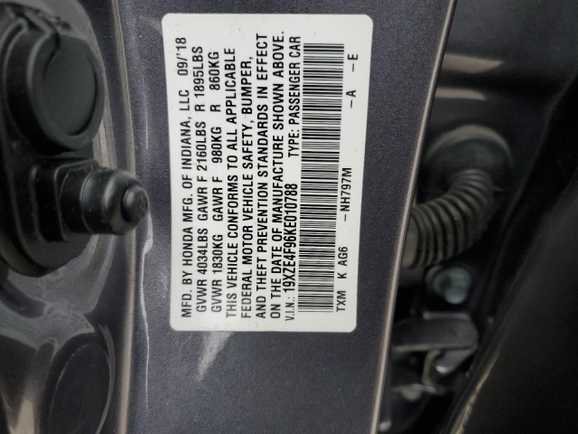 MFD. BY HONDA MFG. OF INDIANA, LLC 09/'18
GVWR 4034LBS GAWR F 2160LBS R 1895LBS
GVWR 1830KG GAWR F 980KG R 860KG
THIS VEHICLE CONFORMS TO ALL APPLICABLE
FEDERAL MOTOR VEHICLE SAFETY, BUMPER,
AND THEFT PREVENTION STANDARDS IN EFFECT
ON THE DATE OF MANUFACTURE SHOWN ABOVE.
V.I.N.: 19XZE4F96KE010788 TYPE: PASSENGER CAR
TXM K AG6 -NH797M -A -E